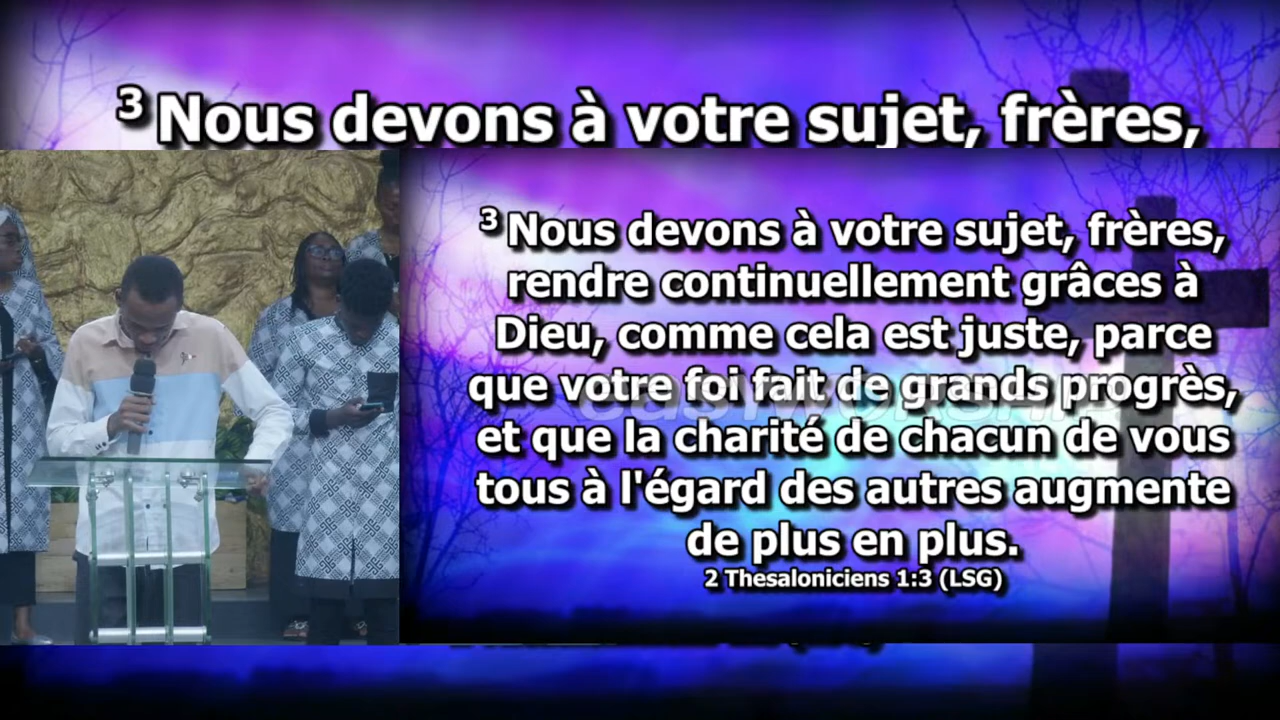 3 Nous devons à votre sujet, frères,
3 Nous devons à votre sujet, frères,
rendre continuellement grâces à
Dieu, comme cela est juste, parce
que votre foi fait de grands progrès,
et que la charité de chacun de vous
tous à l'égard des autres augmente
de plus en plus.
2 Thesaloniciens 1:3 (LSG)
easyworship